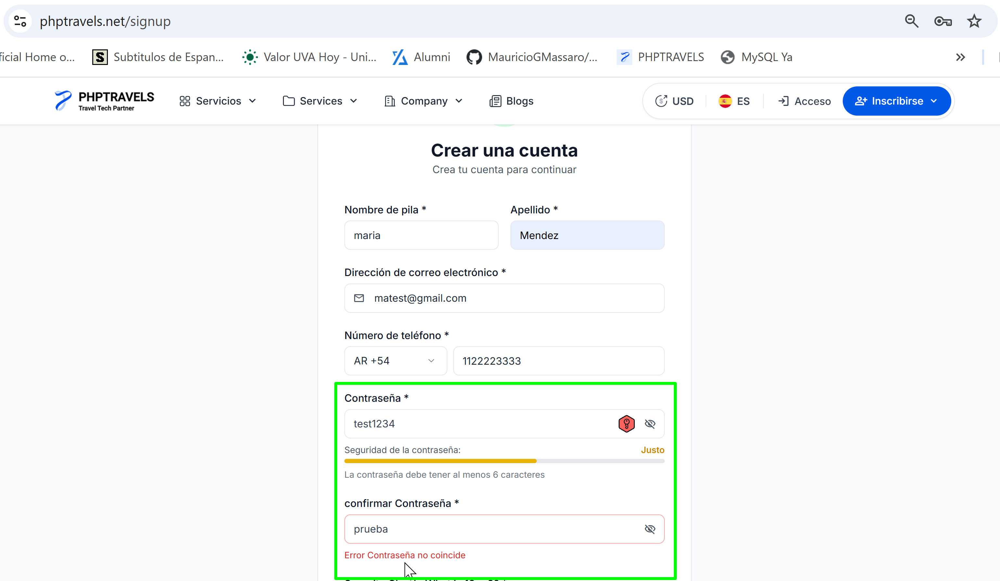 phptravels.net/signup
ficial Home o... Subtitulos de Espan... Valor UVA Hoy - Uni... Alumni MauricioGMassaro/... PHPTRAVELS MySQL Ya
PHPTRAVELS
Travel Tech Partner
Servicios Services Company Blogs USD ES Acceso Inscribirse
Crear una cuenta
Crea tu cuenta para continuar
Nombre de pila * Apellido *
maria Mendez
Dirección de correo electrónico *
matest@gmail.com
Número de teléfono *
AR +54 1122223333
Contraseña *
test1234
Seguridad de la contraseña: Justo
La contraseña debe tener al menos 6 caracteres
confirmar Contraseña *
prueba
Error Contraseña no coincide